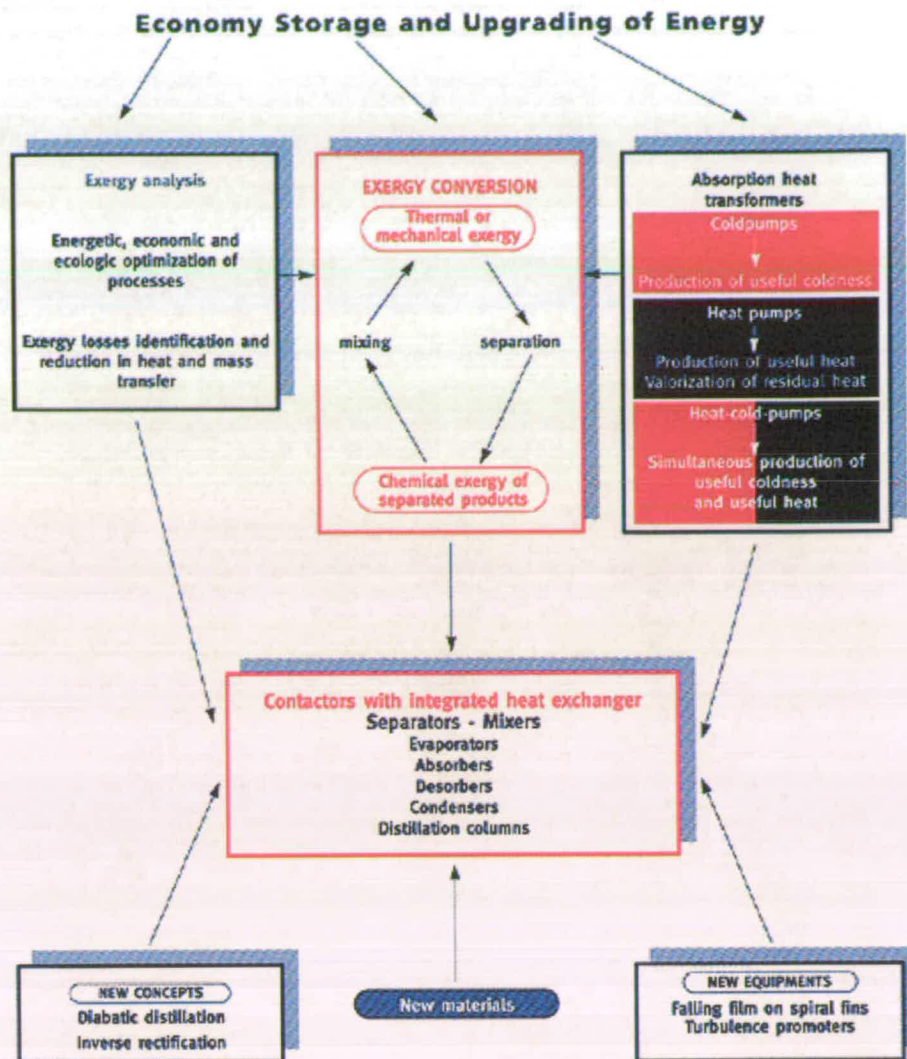 Economy Storage and Upgrading of Energy
Exergy analysis
Energetic, economic and
ecologic optimization of
processes
Exergy losses identification and
reduction in heat and mass
transfer
EXERGY CONVERSION
Thermal or
mechanical exergy
mixing
separation
Chemical exergy of
separated products
Absorption heat
transformers
Coldpumps
Production of useful coldness
Heat pumps
Production of useful heat
Valorization of residual heat
Heat-cold-pumps
Simultaneous production of
useful coldness
and useful heat
Contactors with integrated heat exchanger
Separators - Mixers
Evaporators
Absorbers
Desorbers
Condensers
Distillation columns
NEW CONCEPTS
Diabatic distillation
Inverse rectification
New materials
NEW EQUIPMENTS
Falling film on spiral fins
Turbulence promoters